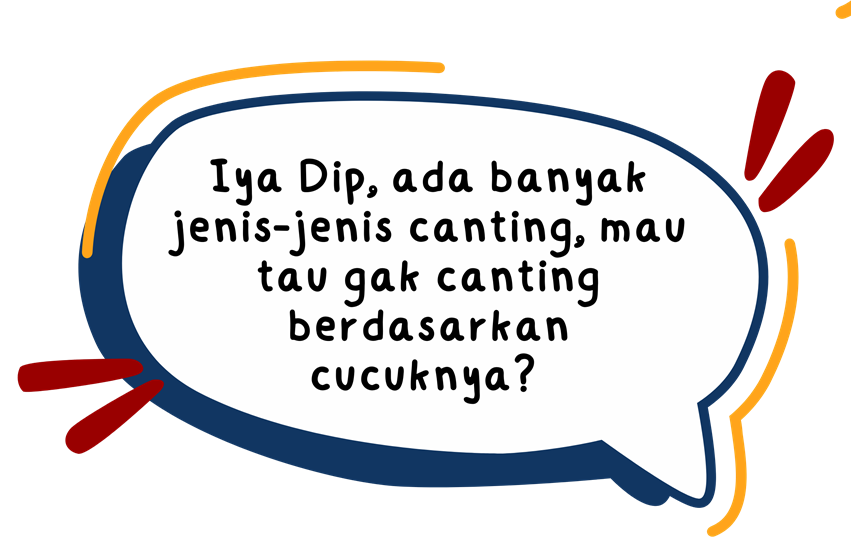 Iya Dip, ada banyak
jenis-jenis canting, mau
tau gak canting
berdasarkan
cucuknya?